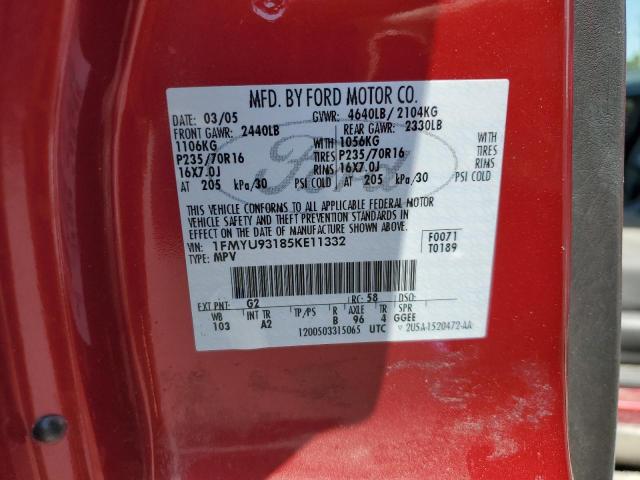 MFD. BY FORD MOTOR CO.
DATE: 03/05 GVWR: 4640LB/ 2104KG
FRONT GAWR: 2440LB REAR GAWR: 2330LB
1106KG WITH 1056KG WITH
P235/70R16 TIRES P235/70R16 TIRES
16X7.0J RIMS 16X7.0J RIMS
AT 205 kPa/30 PSI COLD AT 205 kPa/30 PSI COLD
Ford
THIS VEHICLE CONFORMS TO ALL APPLICABLE FEDERAL MOTOR
VEHICLE SAFETY AND THEFT PREVENTION STANDARDS IN
EFFECT ON THE DATE OF MANUFACTURE SHOWN ABOVE.
VIN: 1FMYU93185KE11332 F0071
TYPE: MPV T0189
EXT PNT: G2 RC: 58 DSO:
WB INT TR TP/PS R AXLE TR SPR
103 A2 B 96 4 GGEE
1200503315065 UTC 2USA-1520472-AA